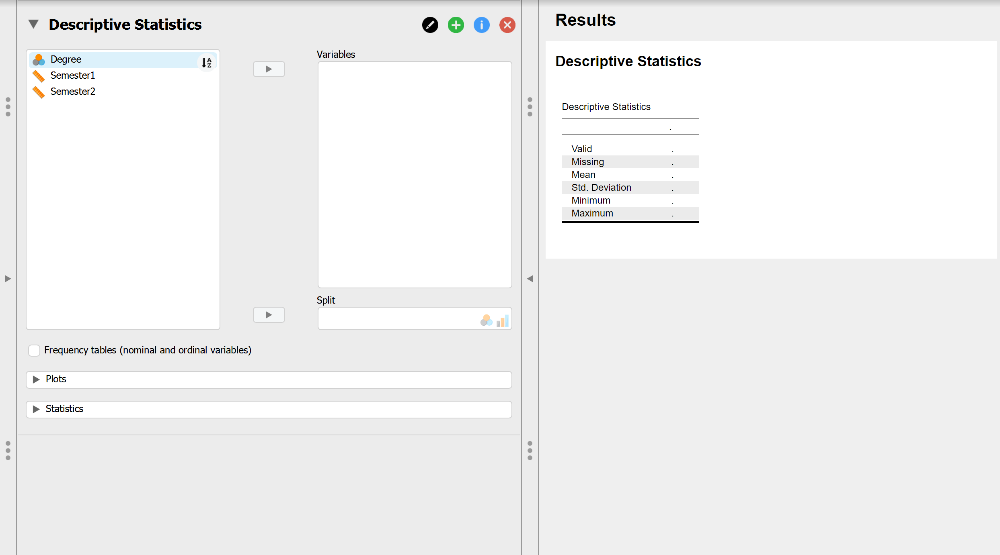 Descriptive Statistics
Degree
A
Z
Semester1
Semester2
Variables
Split
Frequency tables (nominal and ordinal variables)
Plots
Statistics
Results
Descriptive Statistics
Descriptive Statistics
.
Valid .
Missing .
Mean .
Std. Deviation .
Minimum .
Maximum .